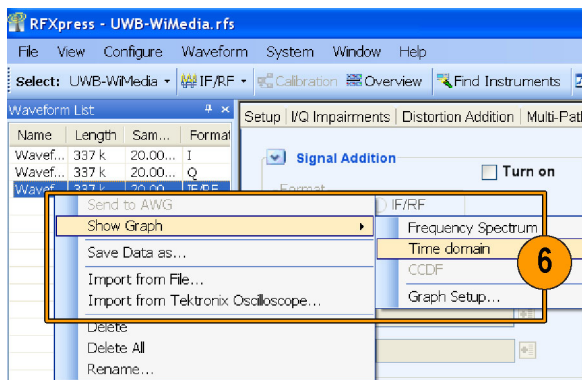 RFXpress - UWB-WiMedia.rfs
File View Configure Waveform System Window Help
Select: UWB-WiMedia IF/RF Calibration Overview Find Instruments
Waveform List
Setup I/Q Impairments Distortion Addition Multi-Pat
Name Length Sam... Format
Wavef... 337 k 20.00... I
Wavef... 337 k 20.00... Q
Wavef... 337 k 20.00... IF/RF
Signal Addition
Turn on
Format
IF/RF
Send to AWG
Show Graph
Save Data as...
Import from File...
Import from Tektronix Oscilloscope...
Delete
Delete All
Rename...
Frequency Spectrum
Time domain
CCDF
Graph Setup...
6